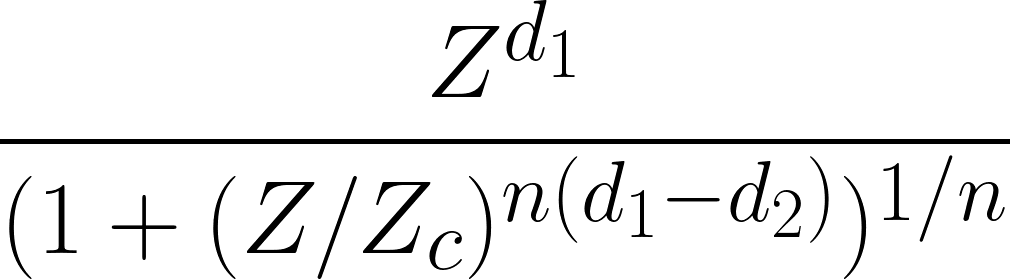 Z^{d_1}
(1 + (Z/Z_c)^{n(d_1-d_2)})^{1/n}